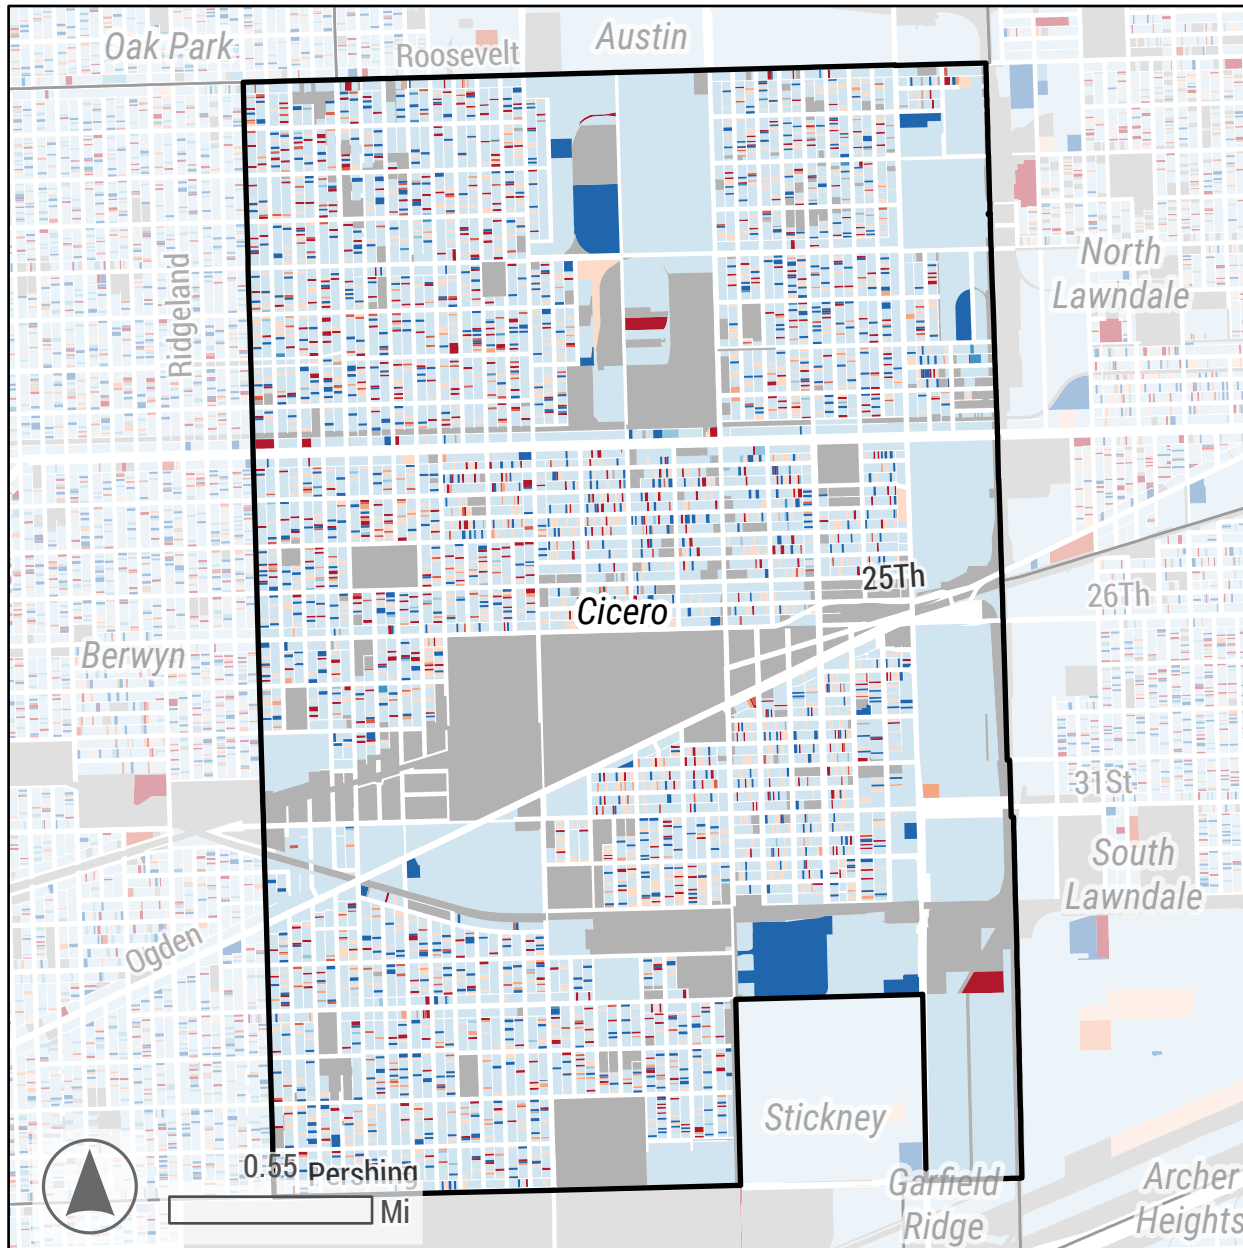 Oak Park
Roosevelt
Austin
North
Lawndale
Ridgeland
25Th
26Th
Cicero
Berwyn
31St
South
Lawndale
Ogden
Stickney
0.55
Pershing
Mi
Garfield
Ridge
Archer
Heights